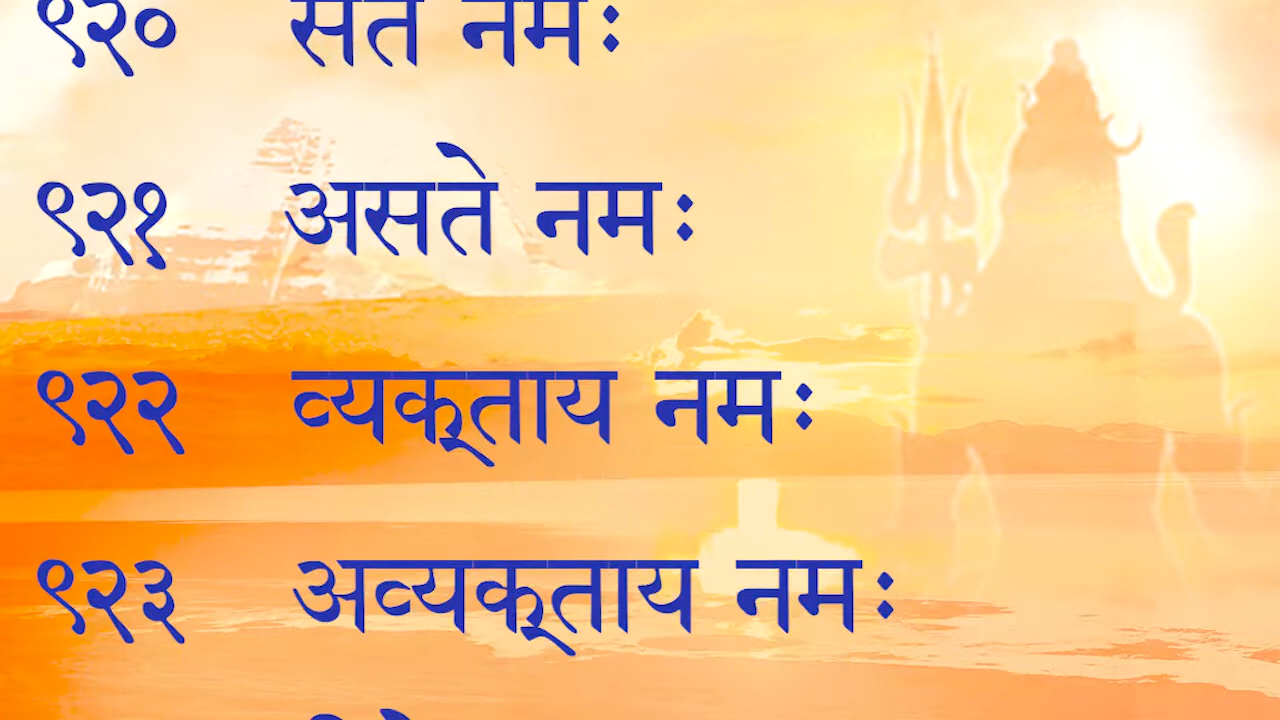 ९२० सते नमः
९२१ असते नमः
९२२ व्यक्ताय नमः
९२३ अव्यक्ताय नमः